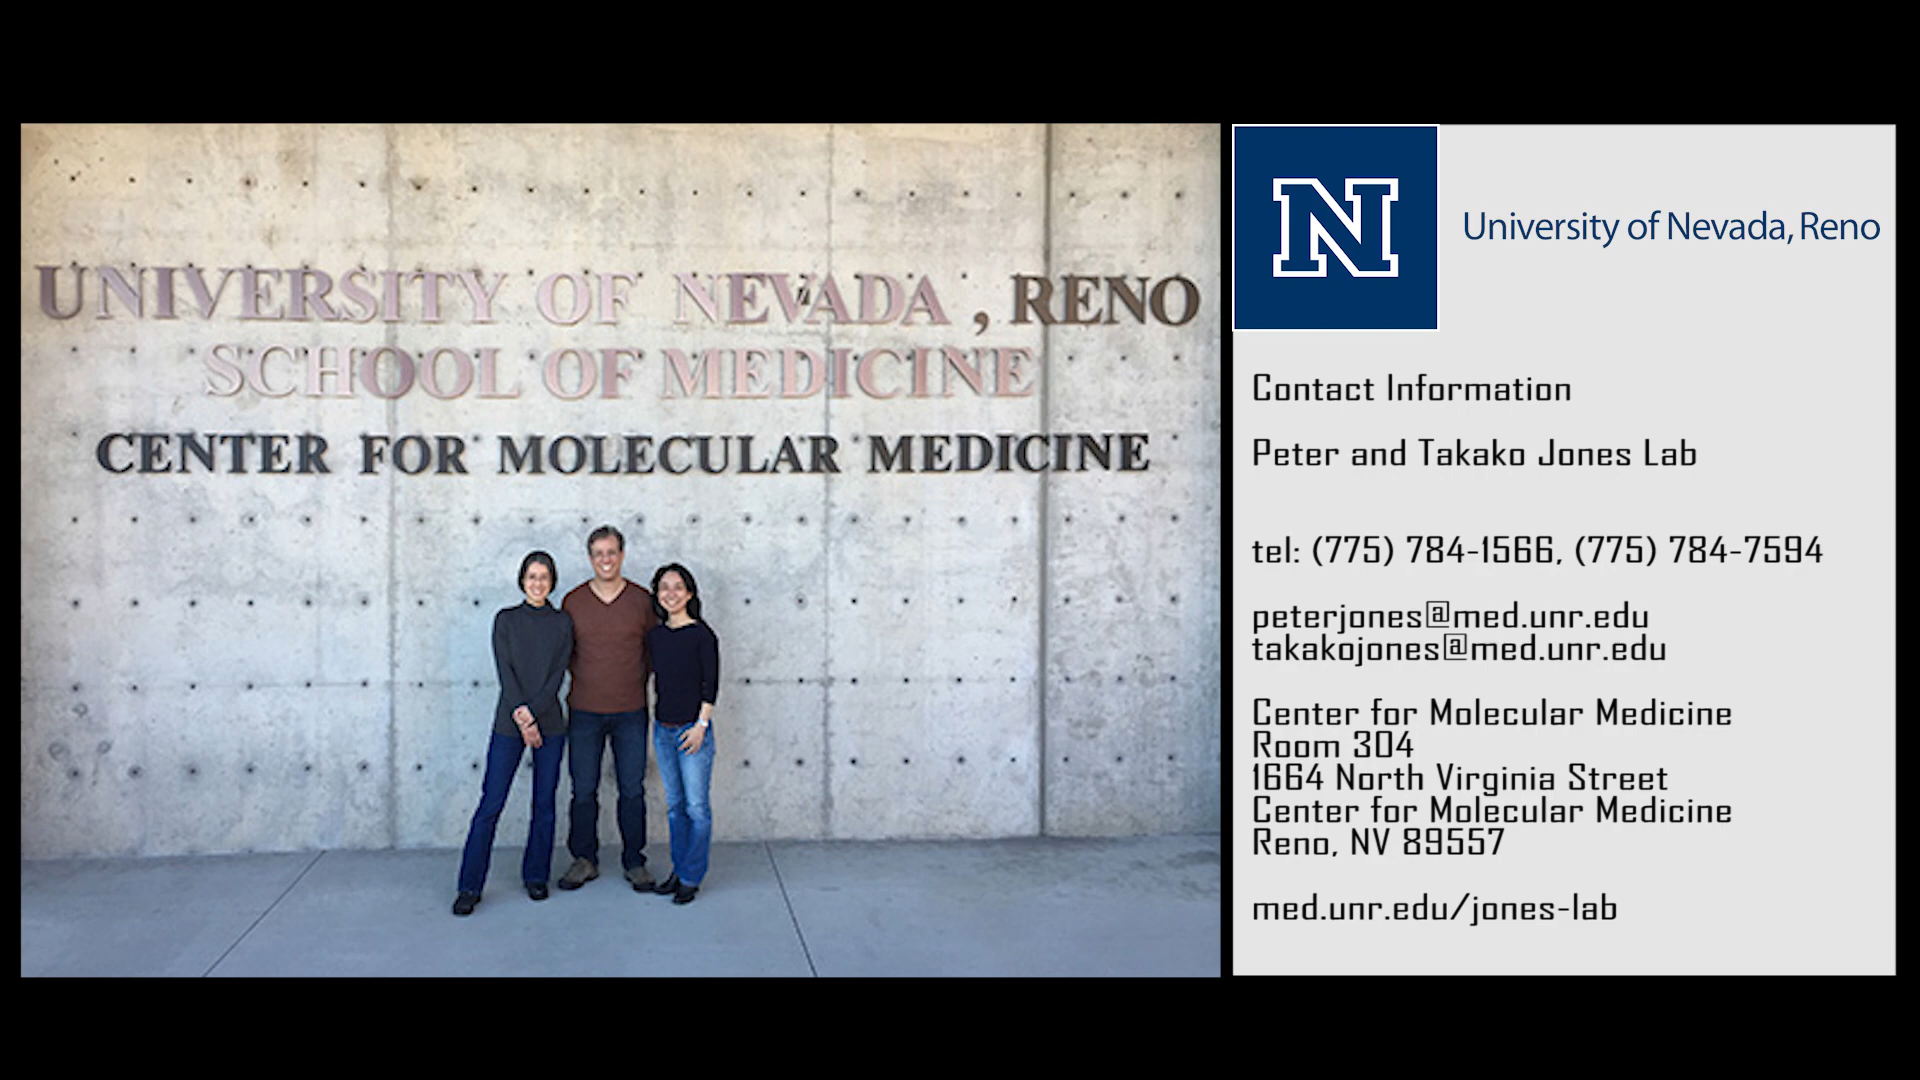 UNIVERSITY OF NEVADA, RENO
SCHOOL OF MEDICINE
CENTER FOR MOLECULAR MEDICINE
N
University of Nevada, Reno
Contact Information
Peter and Takako Jones Lab
tel: (775) 784-1566, (775) 784-7594
peterjones@med.unr.edu
takakojones@med.unr.edu
Center for Molecular Medicine
Room 304
1664 North Virginia Street
Center for Molecular Medicine
Reno, NV 89557
med.unr.edu/jones-lab